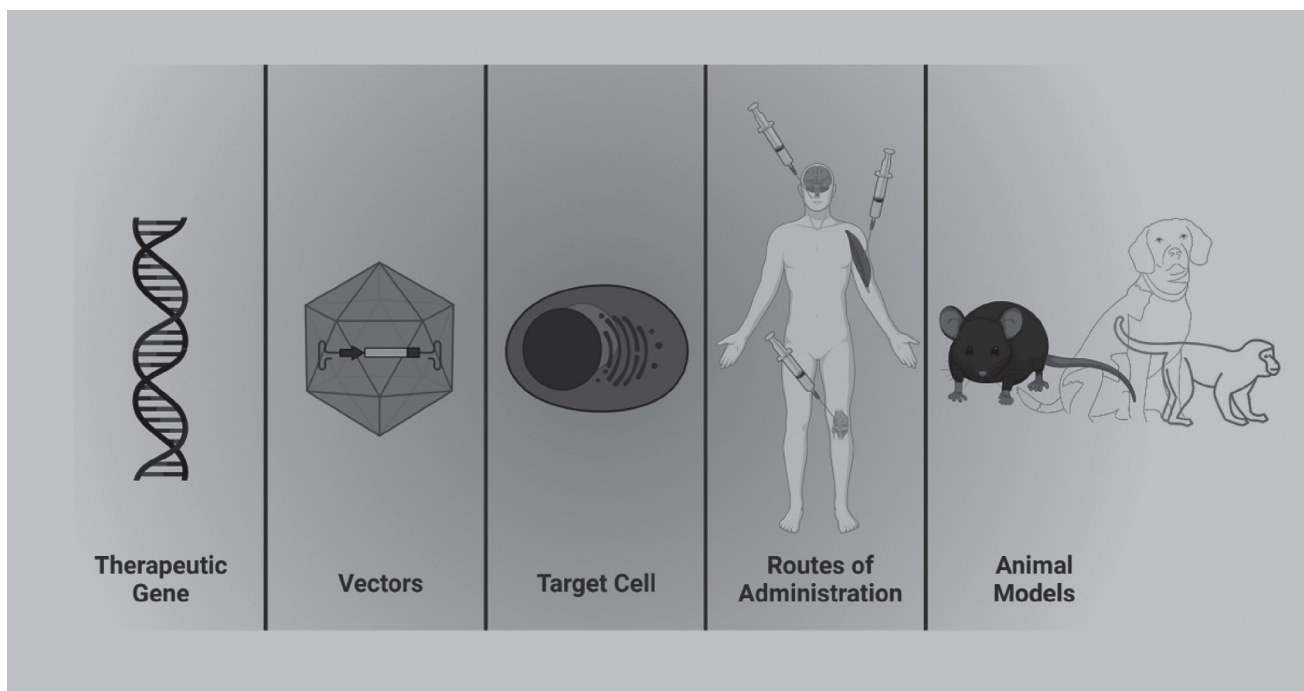 Therapeutic
Gene
Vectors
Target Cell
Routes of
Administration
Animal
Models